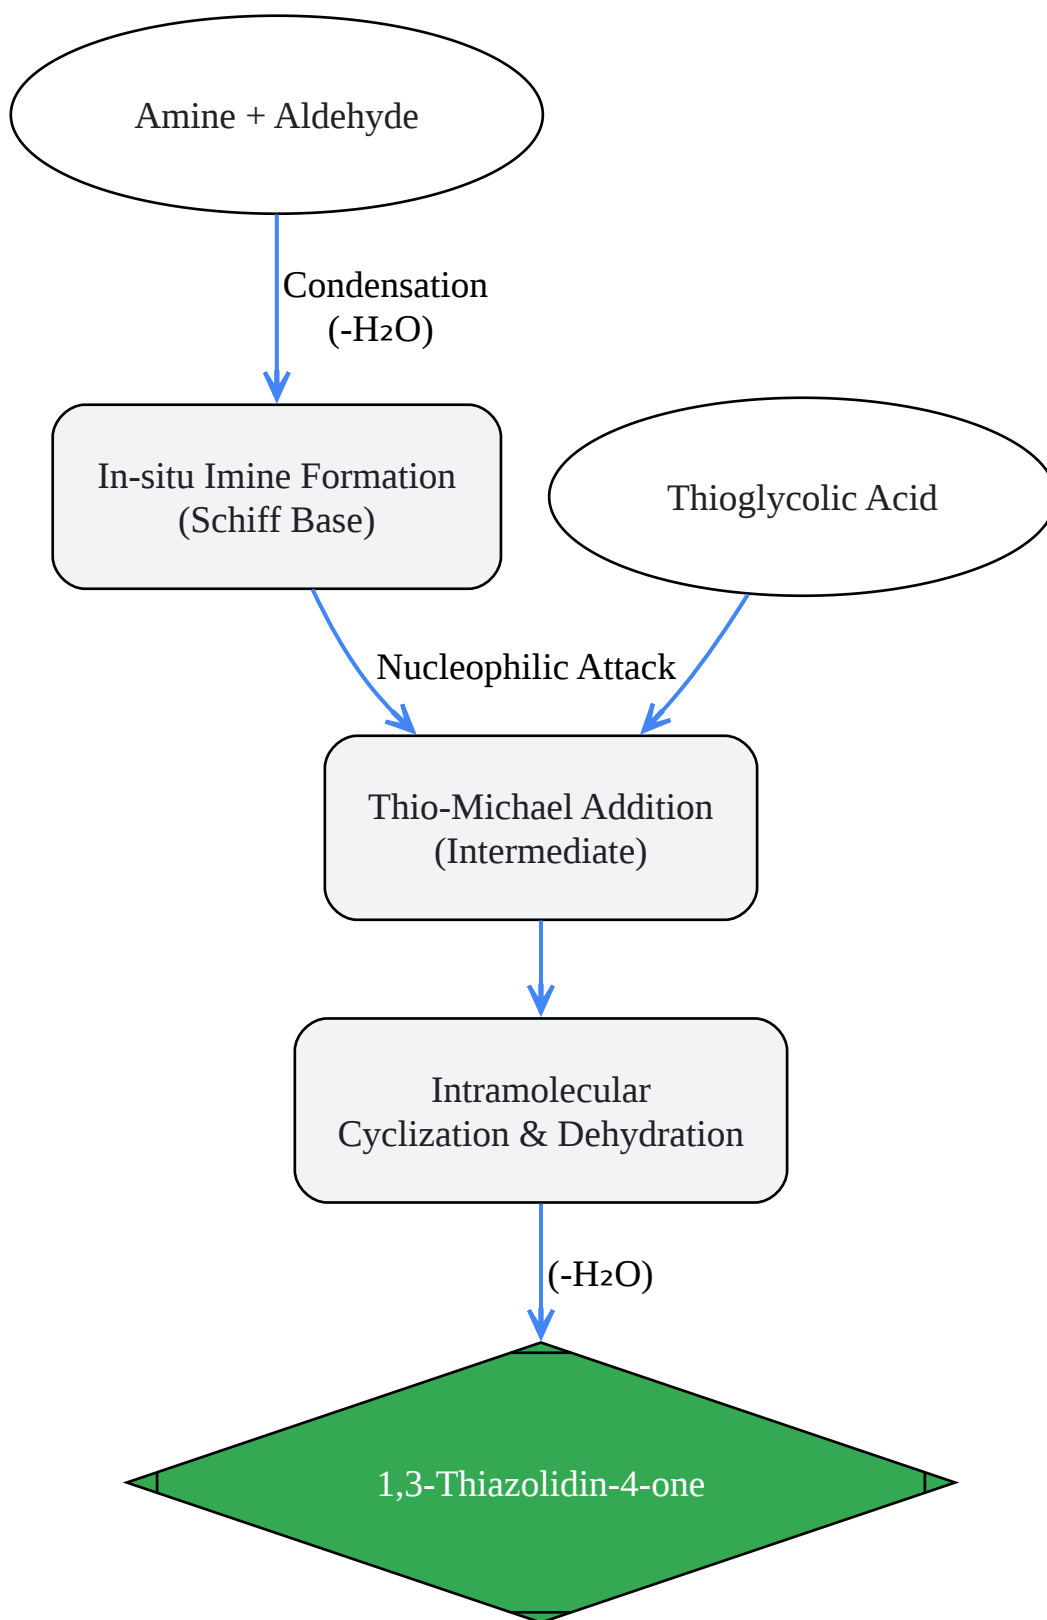 Amine + Aldehyde
Condensation
(-H₂O)
In-situ Imine Formation
(Schiff Base)
Thioglycolic Acid
Nucleophilic Attack
Thio-Michael Addition
(Intermediate)
Intramolecular
Cyclization & Dehydration
(-H₂O)
1,3-Thiazolidin-4-one